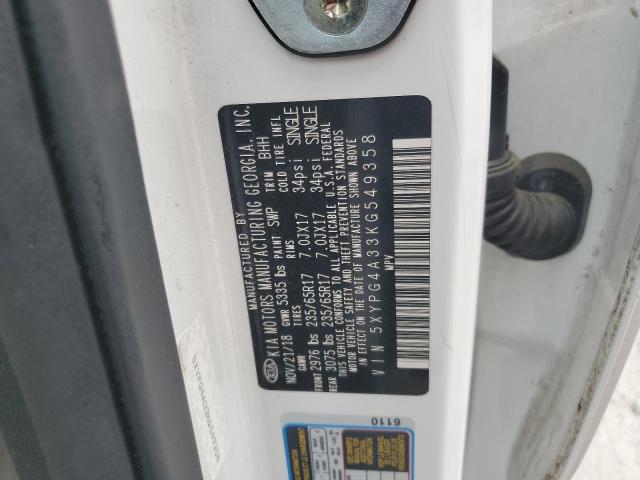 MANUFACTURED BY
KIA KIA MOTORS MANUFACTURING GEORGIA, INC.
NOV/21/18 GVWR 5335 lbs PAINT SWP TRIM BHH
GAWR TIRES RIMS COLD TIRE INFL
FRONT 2976 lbs 235/65R17 7.0JX17 34psi SINGLE
REAR 3075 lbs 235/65R17 7.0JX17 34psi SINGLE
THIS VEHICLE CONFORMS TO ALL APPLICABLE U.S.A. FEDERAL
MOTOR VEHICLE SAFETY AND THEFT PREVENTION STANDARDS
IN EFFECT ON THE DATE OF MANUFACTURE SHOWN ABOVE
VIN 5XYPG4A33KG549358
MPV
6110